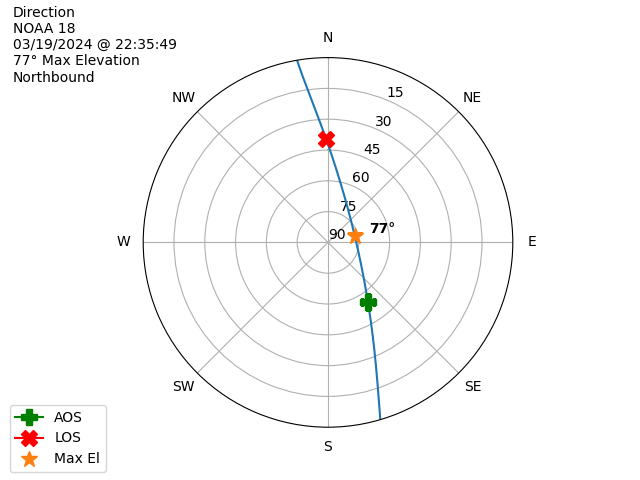 Direction
NOAA 18
03/19/2024 @ 22:35:49
77° Max Elevation
Northbound
N
NW
NE
15
30
45
60
75
90
77°
W
E
SW
SE
S
AOS
LOS
Max El